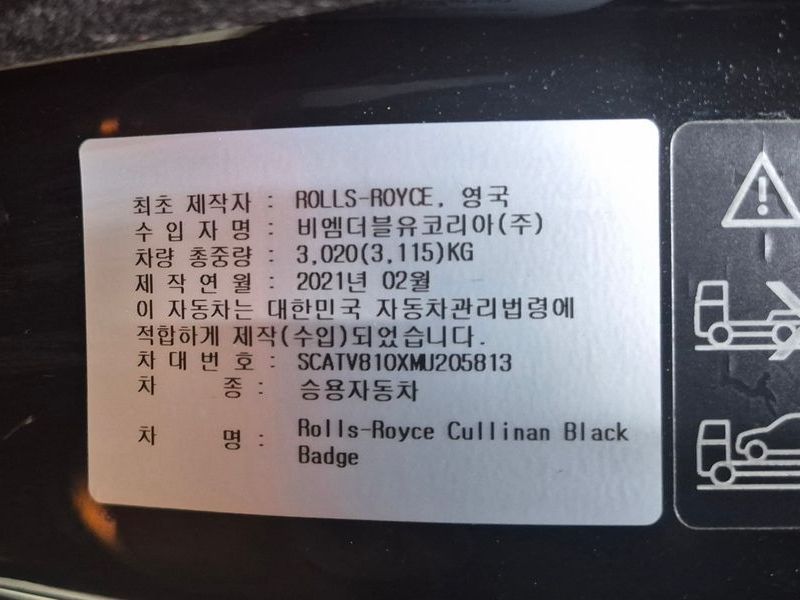 최초 제작자 : ROLLS-ROYCE, 영국
수 입 자 명 : 비엠더블유코리아(주)
차량 총중량 : 3,020(3,115)KG
제 작 연 월 : 2021년 02월
이 자동차는 대한민국 자동차관리법령에
적합하게 제작(수입)되었습니다.
차 대 번 호 : SCATV810XMU205813
차 종 : 승용자동차
차 명 : Rolls-Royce Cullinan Black
Badge